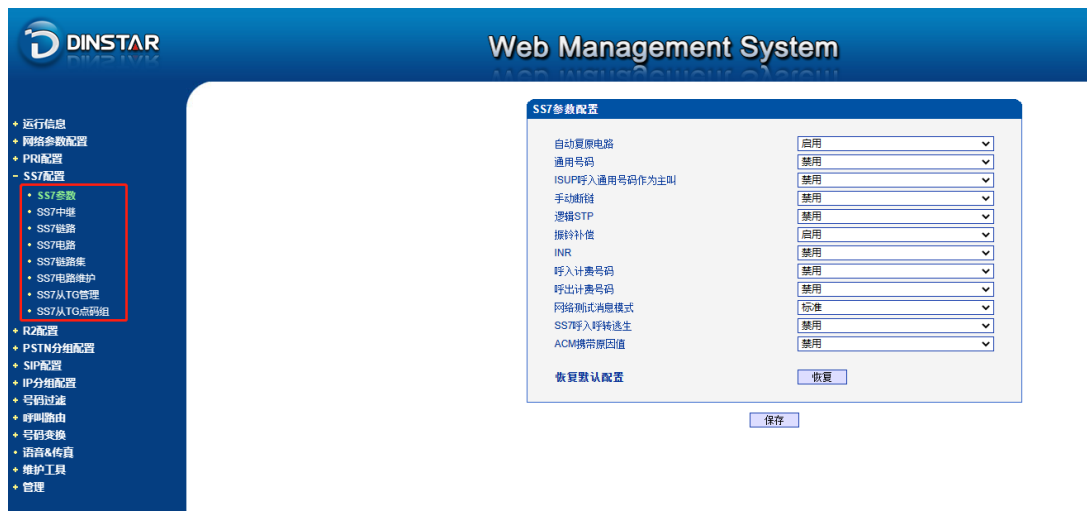 DINSTAR
Web Management System
+ 运行信息
+ 网络参数配置
+ PRI配置
- SS7配置
• SS7参数
• SS7中继
• SS7链路
• SS7电路
• SS7链路集
• SS7电路维护
• SS7从TG管理
• SS7从TG点码组
+ R2配置
+ PSTN分组配置
+ SIP配置
+ IP分组配置
+ 号码过滤
+ 呼叫路由
+ 号码变换
• 语音&传真
+ 维护工具
+ 管理
SS7参数配置
自动复原电路 启用
通用号码 禁用
ISUP呼入通用号码作为主叫 禁用
手动断链 禁用
逻辑STP 禁用
振铃补偿 启用
INR 禁用
呼入计费号码 禁用
呼出计费号码 禁用
网络测试消息模式 标准
SS7呼入呼转逃生 禁用
ACM携带原因值 禁用
恢复默认配置 恢复
保存